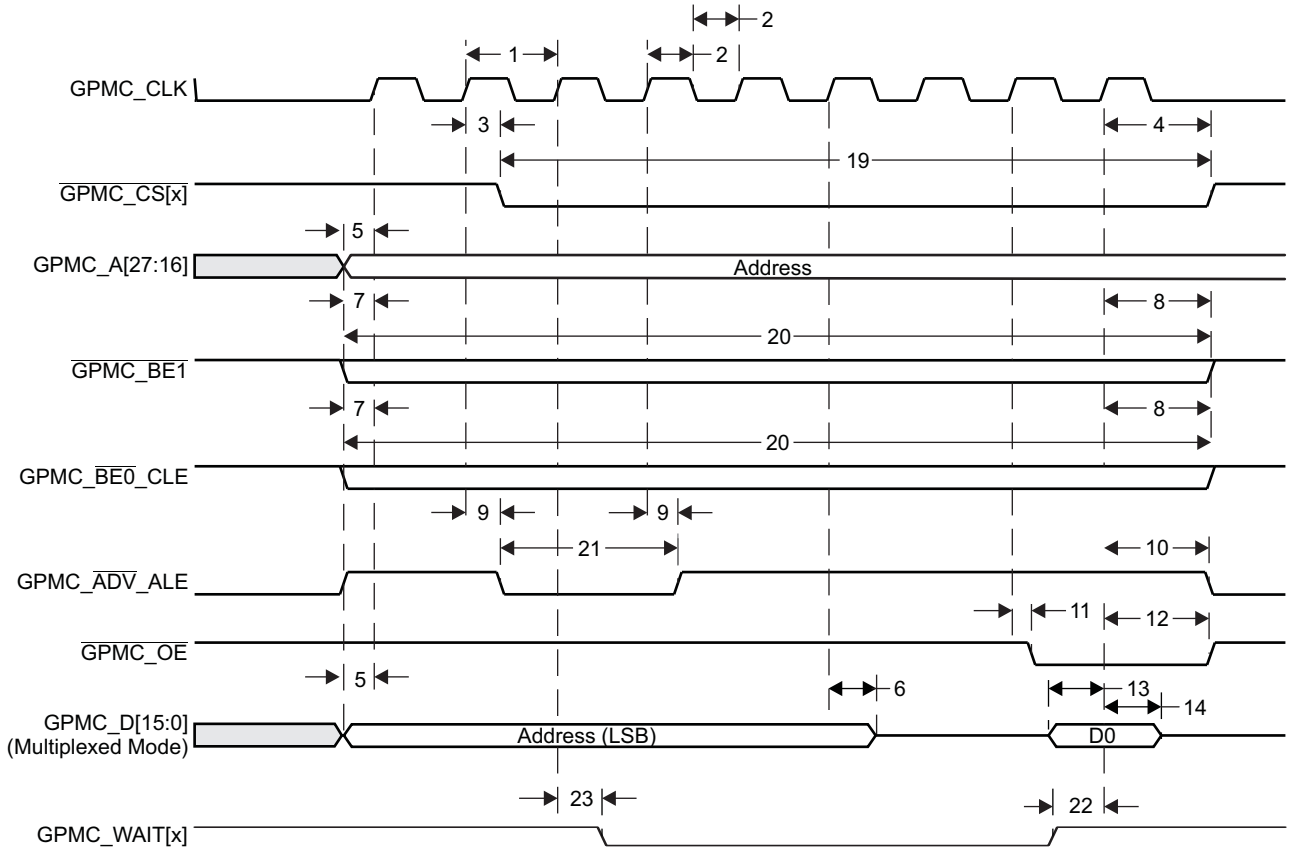 2
1
2
GPMC_CLK
3
4
19
GPMC_CS[x]
5
GPMC_A[27:16]
Address
7
8
20
GPMC_BE1
7
8
20
GPMC_BE0_CLE
9
9
21
10
GPMC_ADV_ALE
11
12
GPMC_OE
5
6
13
14
GPMC_D[15:0]
(Multiplexed Mode)
Address (LSB)
D0
23
22
GPMC_WAIT[x]